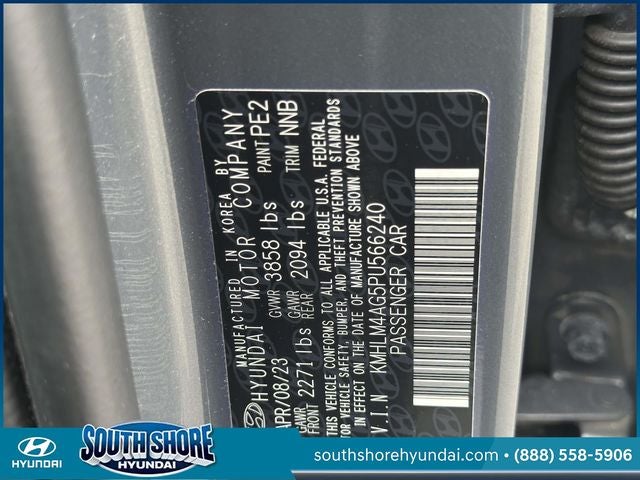 MANUFACTURED IN KOREA BY
HYUNDAI MOTOR COMPANY
APR/08/23 GVWR 3858 lbs PAINT PE2
GAWR FRONT 2271 lbs GAWR REAR 2094 lbs TRIM NNB
THIS VEHICLE CONFORMS TO ALL APPLICABLE U.S.A. FEDERAL
VEHICLE SAFETY, BUMPER, AND THEFT PREVENTION STANDARDS
IN EFFECT ON THE DATE OF MANUFACTURE SHOWN ABOVE
V.I.N KMHLM4AG5PU566240
PASSENGER CAR
HYUNDAI
SOUTH SHORE
HYUNDAI
southshorehyundai.com • (888) 558-5906